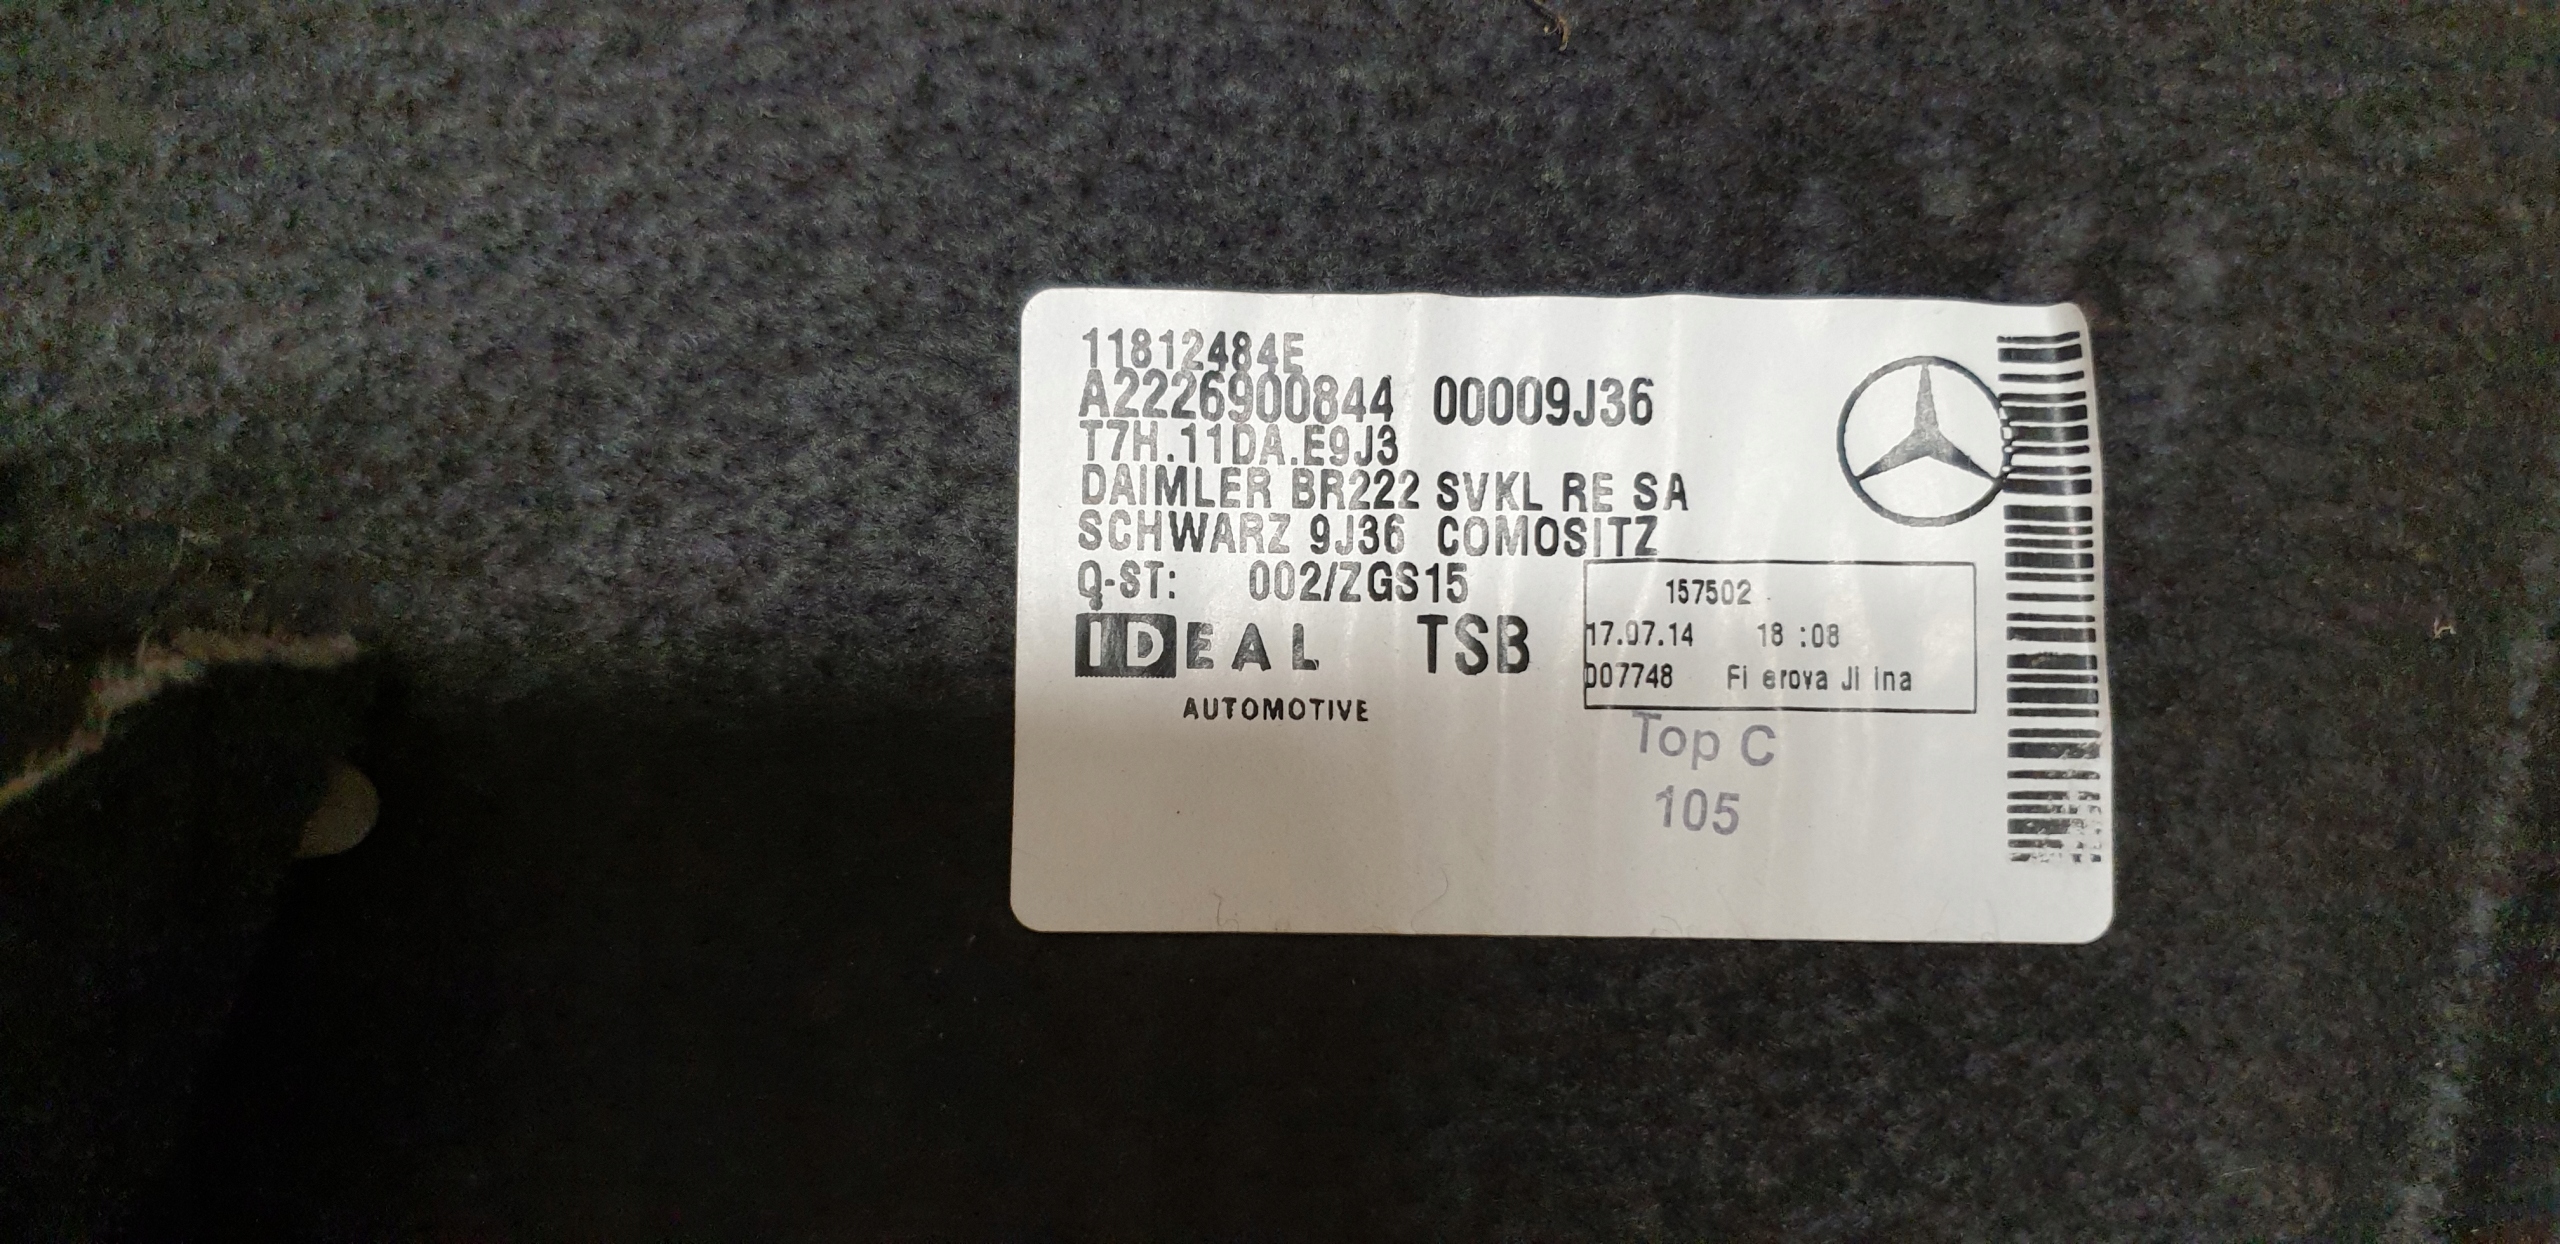 11812484E
A2226900844 00009J36
T7H.11DA.E9J3
DAIMLER BR222 SVKL RE SA
SCHWARZ 9J36 COMOSITZ
Q-ST: 002/ZGS15
IDEAL TSB
AUTOMOTIVE
157502
17.07.14 18 :08
D07748 Fi erova Ji ina
Top C
105